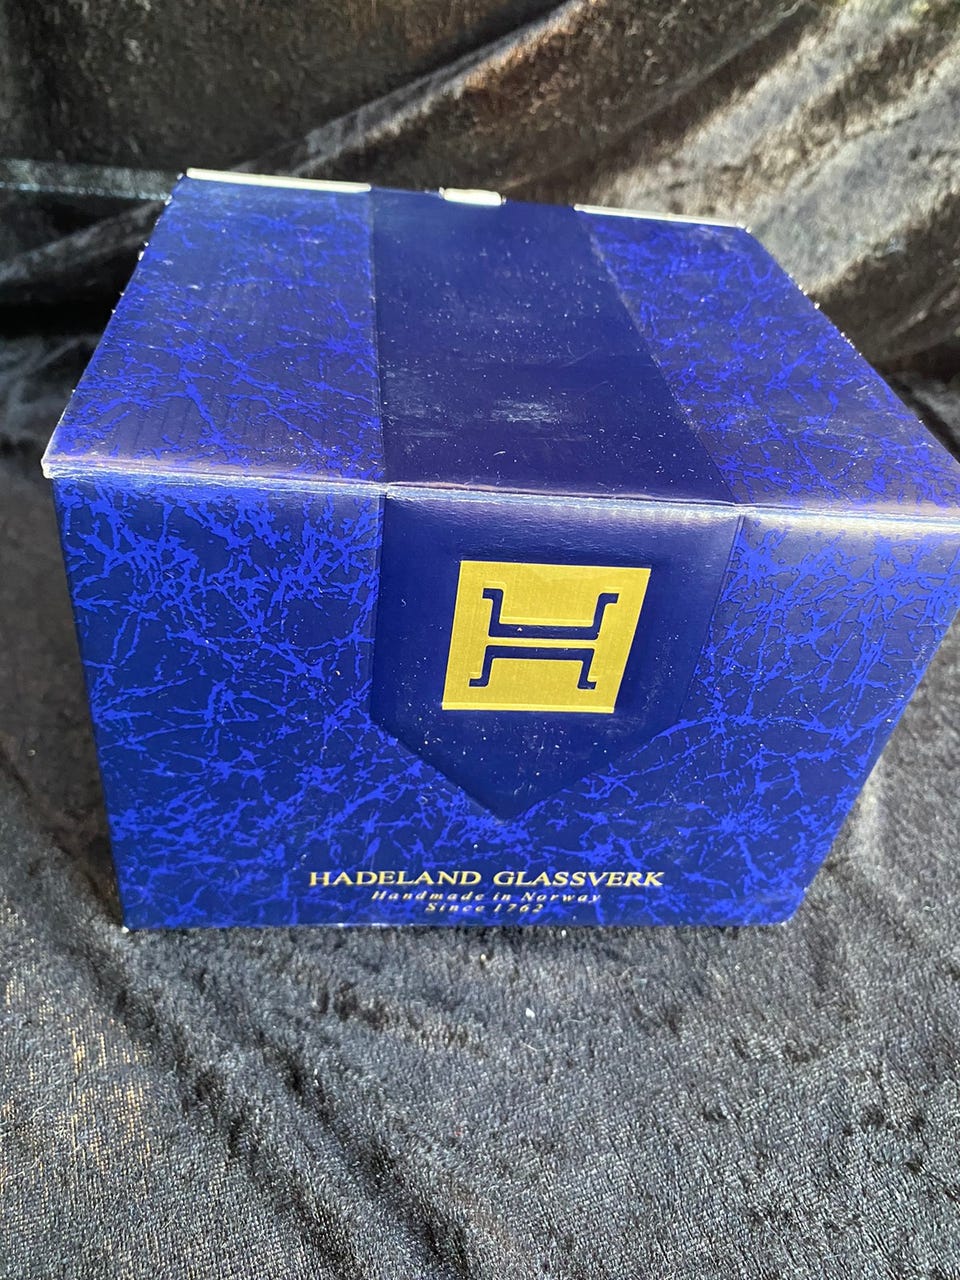 H
HADELAND GLASSVERK
Handmade in Norway
Since 1762